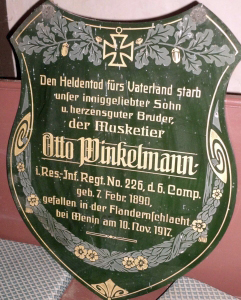 Den Heldentod fürs Vaterland starb
unser inniggeliebter Sohn
u. herzensguter Bruder,
der Musketier
Otto Winkelmann
i. Res.-Inf. Regt. No. 226, d. 6. Comp.
geb. 7. Febr. 1890,
gefallen in der Flandernschlacht
bei Menin am 10. Nov. 1917.